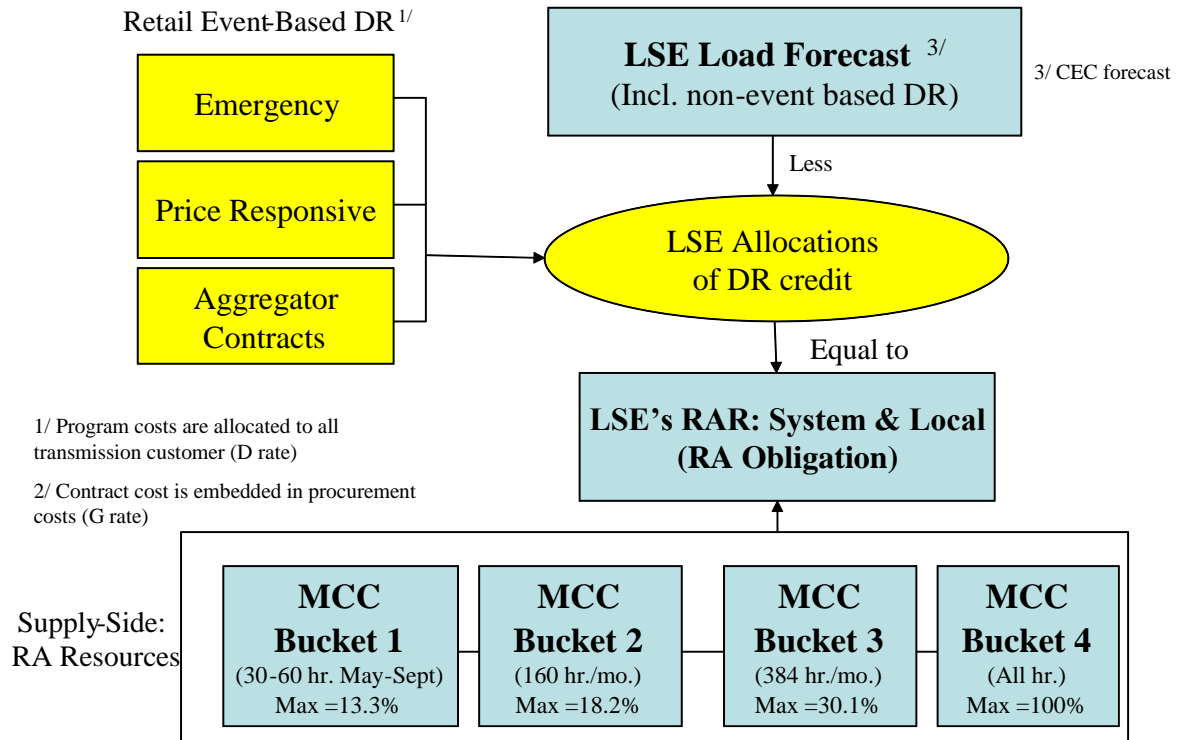 Retail Event-Based DR 1/
Emergency
Price Responsive
Aggregator
Contracts
LSE Load Forecast 3/
(Incl. non-event based DR)
3/ CEC forecast
Less
LSE Allocations
of DR credit
Equal to
LSE's RAR: System & Local
(RA Obligation)
1/ Program costs are allocated to all
transmission customer (D rate)
2/ Contract cost is embedded in procurement
costs (G rate)
Supply-Side:
RA Resources
MCC
Bucket 1
(30-60 hr. May-Sept)
Max =13.3%
MCC
Bucket 2
(160 hr./mo.)
Max =18.2%
MCC
Bucket 3
(384 hr./mo.)
Max =30.1%
MCC
Bucket 4
(All hr.)
Max =100%